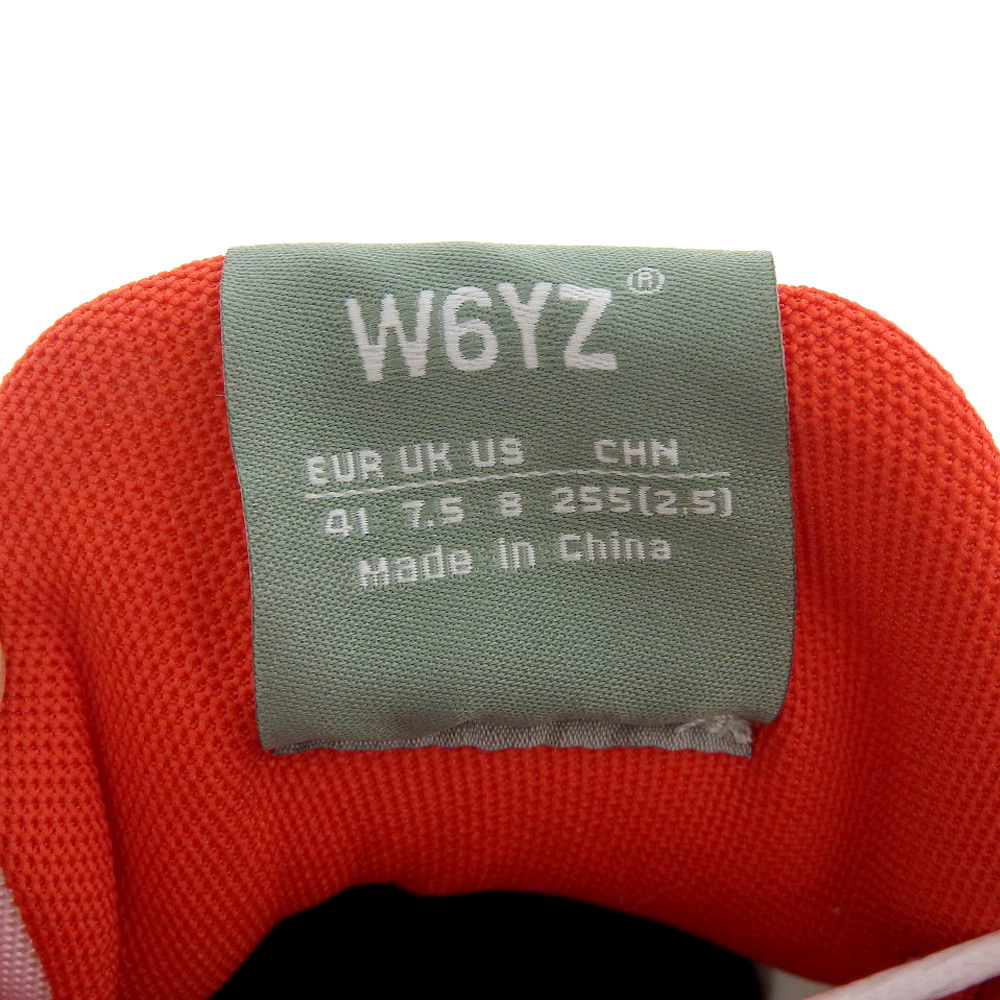 W6YZ®
EUR UK US CHN
41 7.5 8 255(2.5)
Made in China